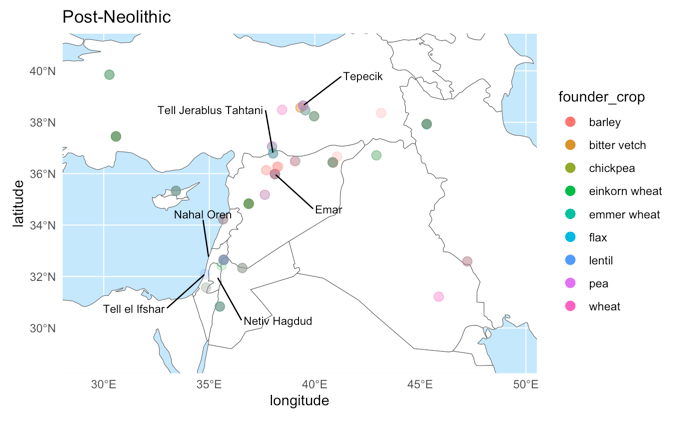 Post-Neolithic
40°N
38°N
36°N
34°N
32°N
30°N
latitude
Tepecik
Tell Jerablus Tahtani
Emar
Nahal Oren
Tell el Ifshar
Netiv Hagdud
30°E
35°E
40°E
45°E
50°E
longitude
founder_crop
barley
bitter vetch
chickpea
einkorn wheat
emmer wheat
flax
lentil
pea
wheat